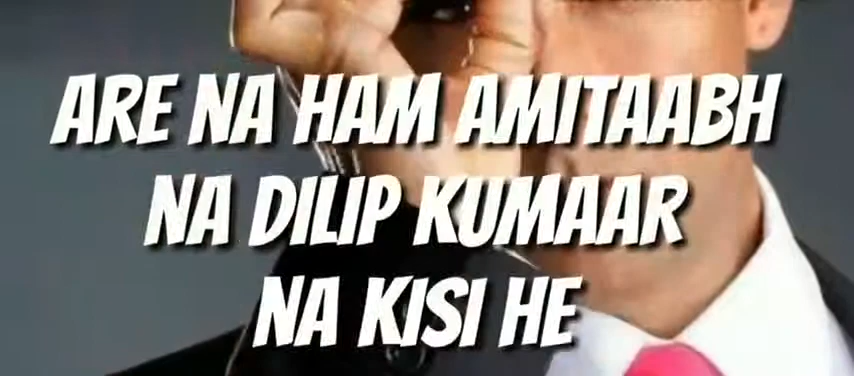 ARE NA HAM AMITAABH
NA DILIP KUMAAR
NA KISI HE